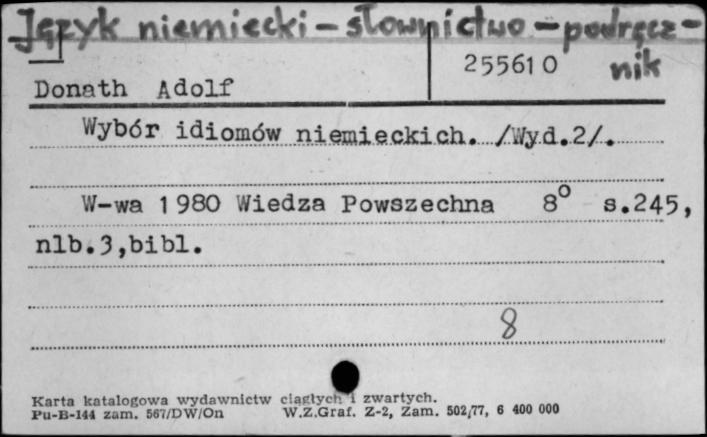 Język niemiecki – słownictwo – podręcz-
nik
255610
Donath Adolf
Wybór idiomów niemieckich. /Wyd.2/.
W-wa 1980 Wiedza Powszechna 8° s.245,
nlb.3,bibl.
8
Karta katalogowa wydawnictw ciągłych i zwartych.
Pu-B-144 zam. 567/DW/On W.Z.Graf. Z-2, Zam. 502/77, 6 400 000